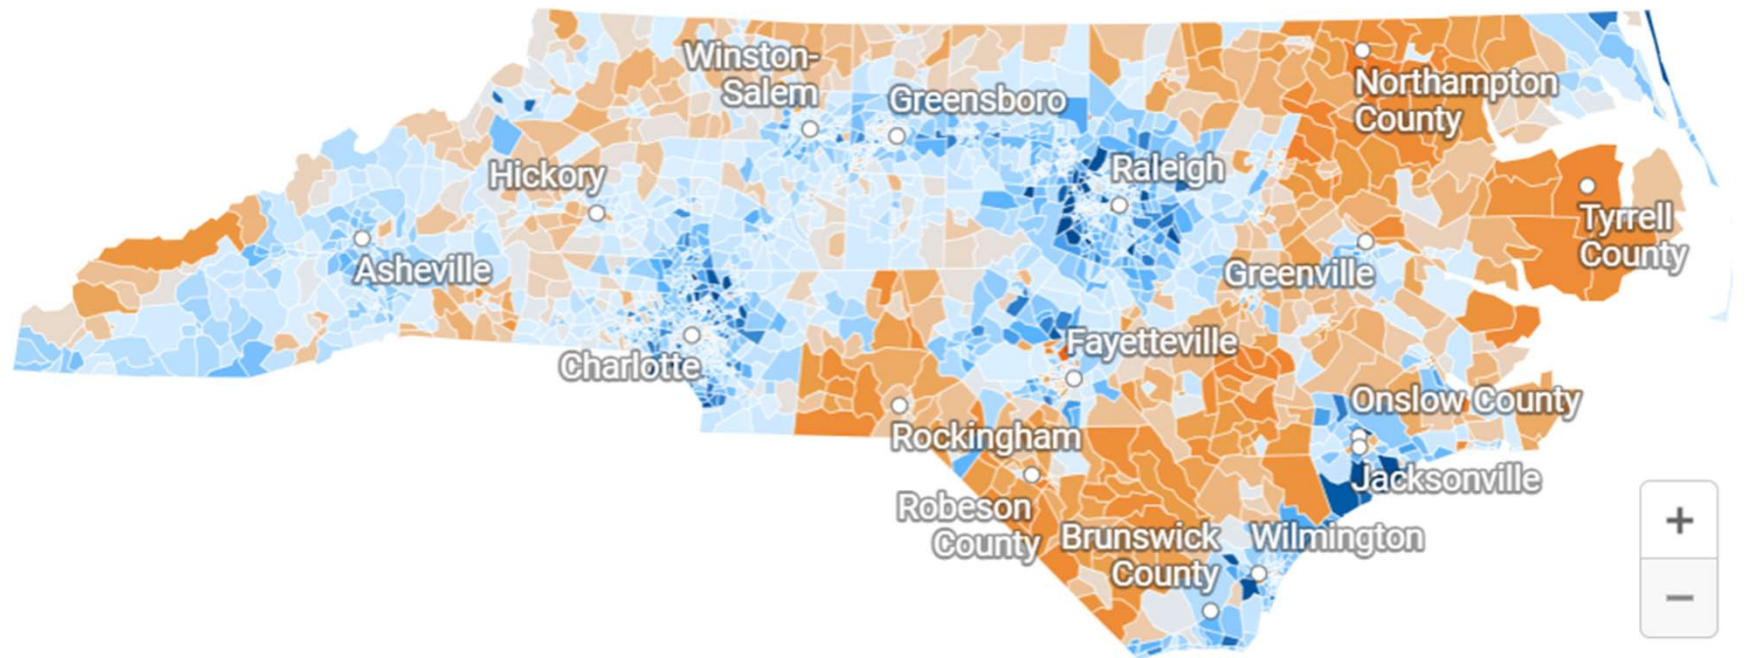 Winston-
Salem
Greensboro
Northampton
County
Hickory
Raleigh
Tyrrell
County
Asheville
Greenville
Charlotte
Fayetteville
Onslow County
Rockingham
Jacksonville
Robeson
County
Brunswick
County
Wilmington
+
−